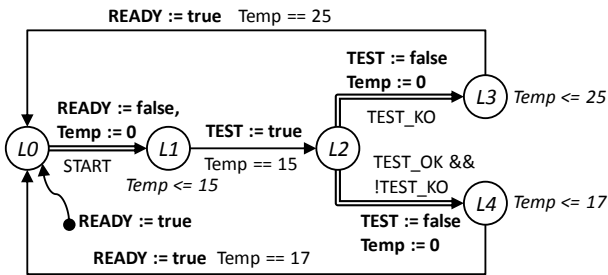 READY := true Temp == 25
TEST := false
Temp := 0
L3 Temp <= 25
TEST_KO
READY := false,
Temp := 0
TEST := true
L0 L1 L2
START
Temp == 15
Temp <= 15
TEST_OK &&
!TEST_KO
L4 Temp <= 17
READY := true
TEST := false
Temp := 0
READY := true Temp == 17